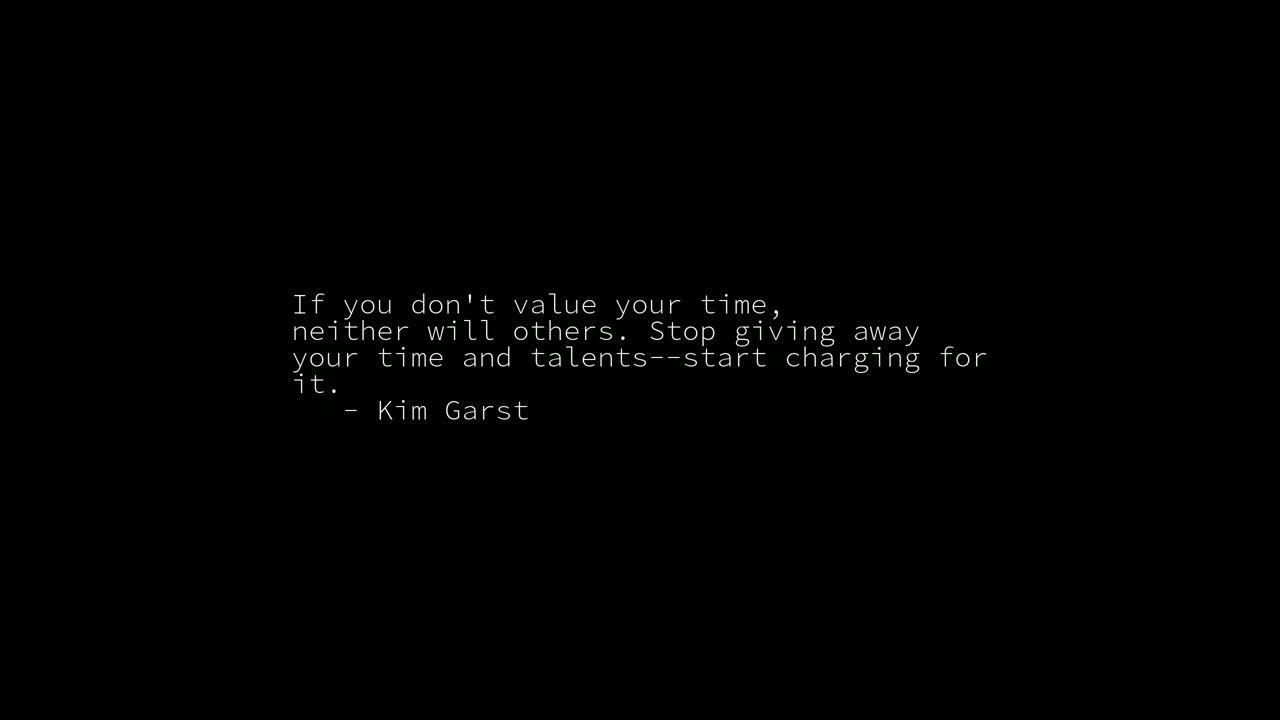 If you don't value your time,
neither will others. Stop giving away
your time and talents--start charging for
it.
- Kim Garst